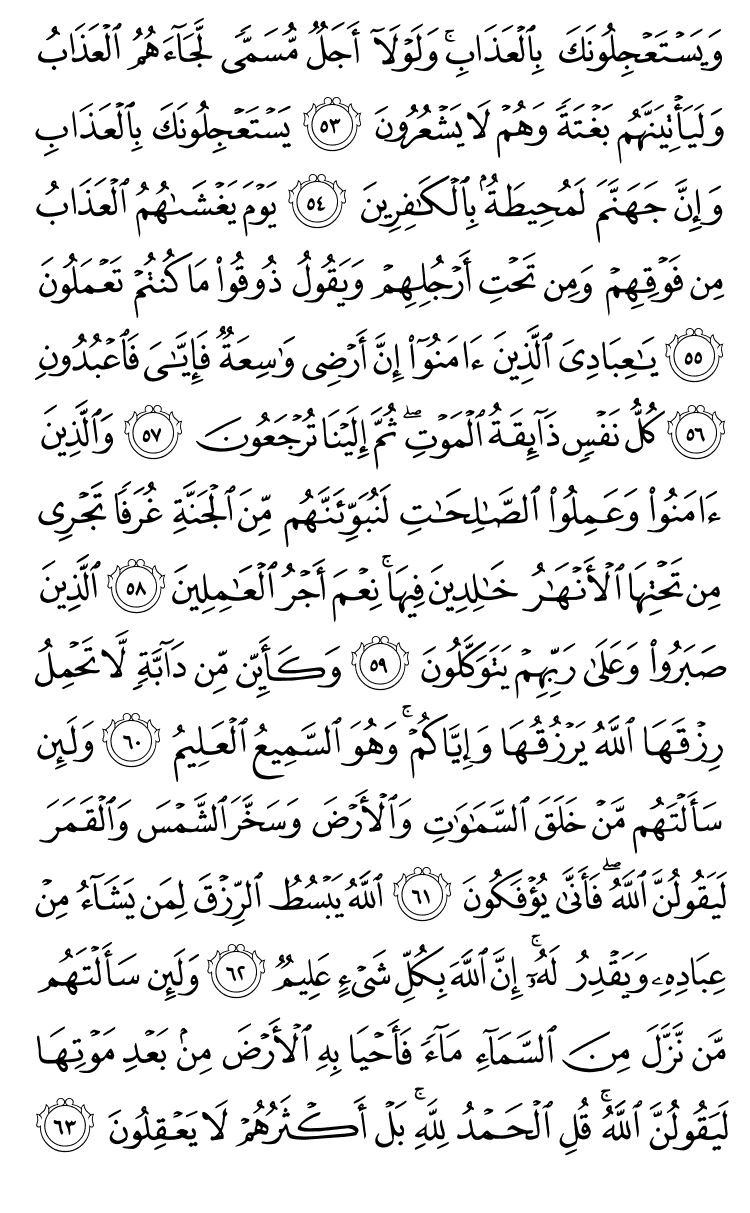 وَيَسْتَعْجِلُونَكَ بِٱلْعَذَابِ ۚ وَلَوْلَآ أَجَلٌ مُّسَمًّى لَّجَآءَهُمُ ٱلْعَذَابُ
وَلَيَأْتِيَنَّهُم بَغْتَةً وَهُمْ لَا يَشْعُرُونَ ٥٣ يَسْتَعْجِلُونَكَ بِٱلْعَذَابِ
وَإِنَّ جَهَنَّمَ لَمُحِيطَةٌۢ بِٱلْكَـٰفِرِينَ ٥٤ يَوْمَ يَغْشَىٰهُمُ ٱلْعَذَابُ
مِن فَوْقِهِمْ وَمِن تَحْتِ أَرْجُلِهِمْ وَيَقُولُ ذُوقُوا۟ مَا كُنتُمْ تَعْمَلُونَ
٥٥ يَـٰعِبَادِىَ ٱلَّذِينَ ءَامَنُوٓا۟ إِنَّ أَرْضِى وَٰسِعَةٌ فَإِيَّـٰىَ فَٱعْبُدُونِ
٥٦ كُلُّ نَفْسٍ ذَآئِقَةُ ٱلْمَوْتِ ۖ ثُمَّ إِلَيْنَا تُرْجَعُونَ ٥٧ وَٱلَّذِينَ
ءَامَنُوا۟ وَعَمِلُوا۟ ٱلصَّـٰلِحَـٰتِ لَنُبَوِّئَنَّهُم مِّنَ ٱلْجَنَّةِ غُرَفًا تَجْرِى
مِن تَحْتِهَا ٱلْأَنْهَـٰرُ خَـٰلِدِينَ فِيهَا ۚ نِعْمَ أَجْرُ ٱلْعَـٰمِلِينَ ٥٨ ٱلَّذِينَ
صَبَرُوا۟ وَعَلَىٰ رَبِّهِمْ يَتَوَكَّلُونَ ٥٩ وَكَأَيِّن مِّن دَآبَّةٍ لَّا تَحْمِلُ
رِزْقَهَا ٱللَّهُ يَرْزُقُهَا وَإِيَّاكُمْ ۚ وَهُوَ ٱلسَّمِيعُ ٱلْعَلِيمُ ٦٠ وَلَئِن
سَأَلْتَهُم مَّنْ خَلَقَ ٱلسَّمَـٰوَٰتِ وَٱلْأَرْضَ وَسَخَّرَ ٱلشَّمْسَ وَٱلْقَمَرَ
لَيَقُولُنَّ ٱللَّهُ ۖ فَأَنَّىٰ يُؤْفَكُونَ ٦١ ٱللَّهُ يَبْسُطُ ٱلرِّزْقَ لِمَن يَشَآءُ مِنْ
عِبَادِهِۦ وَيَقْدِرُ لَهُۥٓ ۚ إِنَّ ٱللَّهَ بِكُلِّ شَىْءٍ عَلِيمٌ ٦٢ وَلَئِن سَأَلْتَهُم
مَّن نَّزَّلَ مِنَ ٱلسَّمَآءِ مَآءً فَأَحْيَا بِهِ ٱلْأَرْضَ مِنۢ بَعْدِ مَوْتِهَا
لَيَقُولُنَّ ٱللَّهُ ۚ قُلِ ٱلْحَمْدُ لِلَّهِ ۚ بَلْ أَكْثَرُهُمْ لَا يَعْقِلُونَ ٦٣